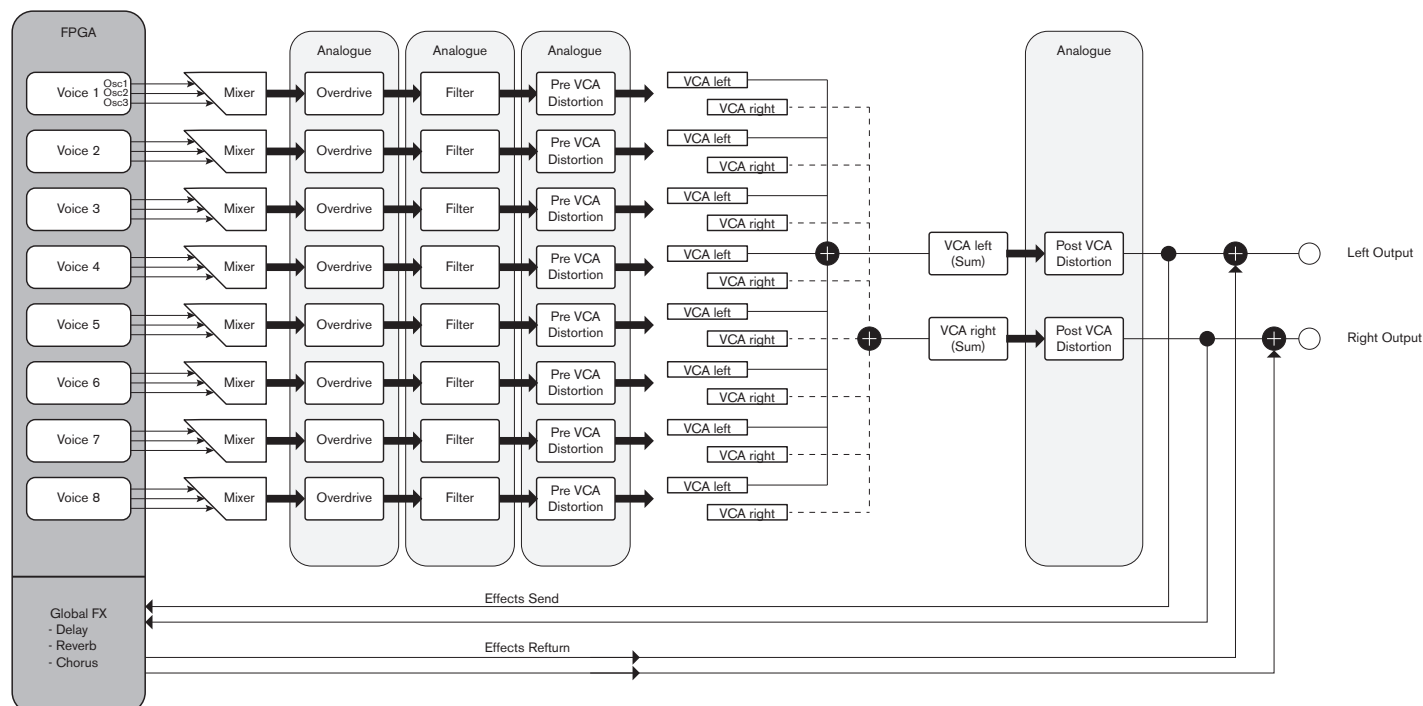 FPGA
Analogue
Analogue
Analogue
Analogue
Voice 1
Osc1
Osc2
Osc3
Mixer
Overdrive
Filter
Pre VCA
Distortion
VCA left
VCA right
Voice 2
Mixer
Overdrive
Filter
Pre VCA
Distortion
VCA left
VCA right
Voice 3
Mixer
Overdrive
Filter
Pre VCA
Distortion
VCA left
VCA right
Voice 4
Mixer
Overdrive
Filter
Pre VCA
Distortion
VCA left
VCA right
VCA left
(Sum)
Post VCA
Distortion
Left Output
Voice 5
Mixer
Overdrive
Filter
Pre VCA
Distortion
VCA left
VCA right
VCA right
(Sum)
Post VCA
Distortion
Right Output
Voice 6
Mixer
Overdrive
Filter
Pre VCA
Distortion
VCA left
VCA right
Voice 7
Mixer
Overdrive
Filter
Pre VCA
Distortion
VCA left
VCA right
Voice 8
Mixer
Overdrive
Filter
Pre VCA
Distortion
VCA left
VCA right
Global FX
- Delay
- Reverb
- Chorus
Effects Send
Effects Refturn